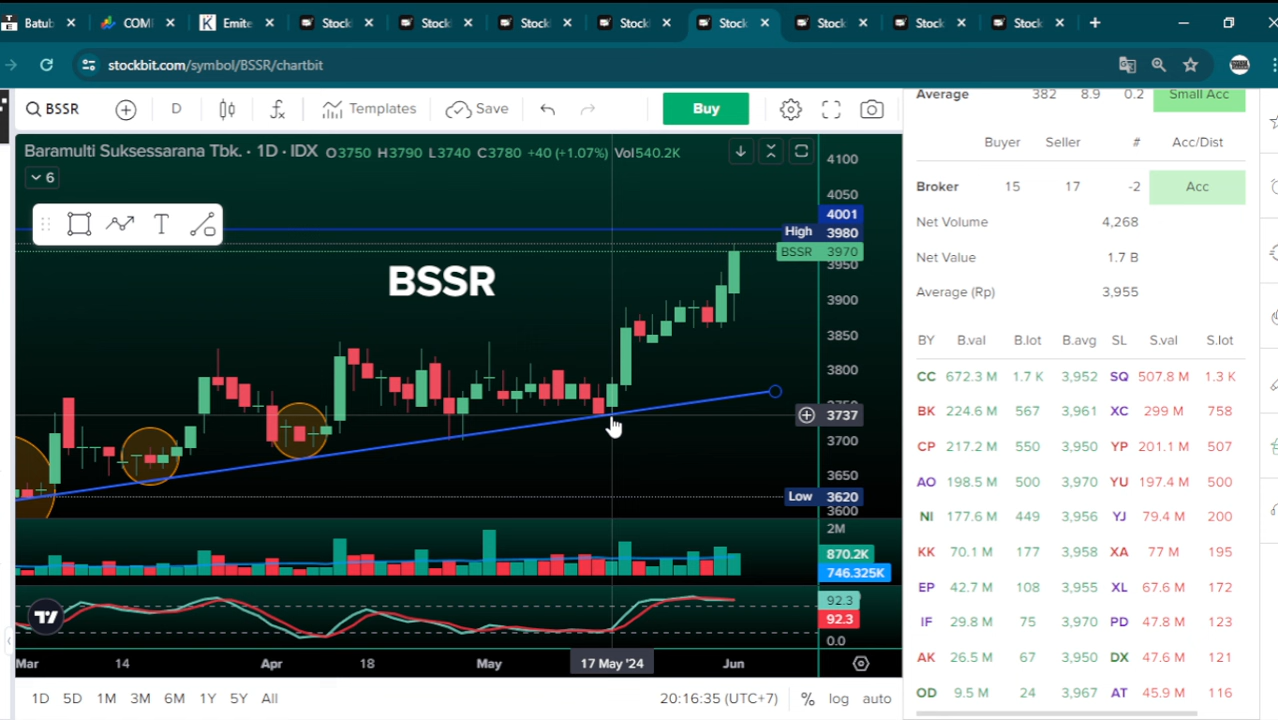 Batub COMI K Emite Stockl Stockl Stockl Stockl Stockl Stockl Stockl Stockl
stockbit.com/symbol/BSSR/chartbit
BSSR D Templates Save Buy
Baramulti Suksessarana Tbk. · 1D · IDX O3750 H3790 L3740 C3780 +40 (+1.07%) Vol540.2K
6
T
BSSR
4100
4050
4001
High 3980
BSSR 3970
3950
3900
3850
3800
3750
3737
3700
3650
Low 3620
3600
2M
870.2K
746.325K
92.3
92.3
0.0
Mar 14 Apr 18 May 17 May '24 Jun
1D 5D 1M 3M 6M 1Y 5Y All 20:16:35 (UTC+7) % log auto
Average 382 8.9 0.2 Small Acc
Buyer Seller # Acc/Dist
Broker 15 17 -2 Acc
Net Volume 4,268
Net Value 1.7 B
Average (Rp) 3,955
BY B.val B.lot B.avg SL S.val S.lot
CC 672.3 M 1.7 K 3,952 SQ 507.8 M 1.3 K
BK 224.6 M 567 3,961 XC 299 M 758
CP 217.2 M 550 3,950 YP 201.1 M 507
AO 198.5 M 500 3,970 YU 197.4 M 500
NI 177.6 M 449 3,956 YJ 79.4 M 200
KK 70.1 M 177 3,958 XA 77 M 195
EP 42.7 M 108 3,955 XL 67.6 M 172
IF 29.8 M 75 3,970 PD 47.8 M 123
AK 26.5 M 67 3,950 DX 47.6 M 121
OD 9.5 M 24 3,967 AT 45.9 M 116